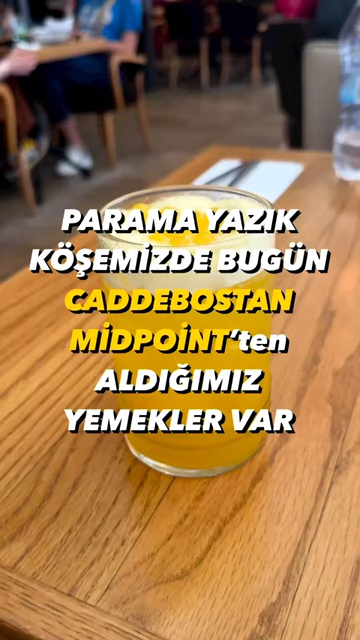 PARAMA YAZIK
KÖŞEMİZDE BUGÜN
CADDEBOSTAN
MİDPOİNT'ten
ALDIĞIMIZ
YEMEKLER VAR